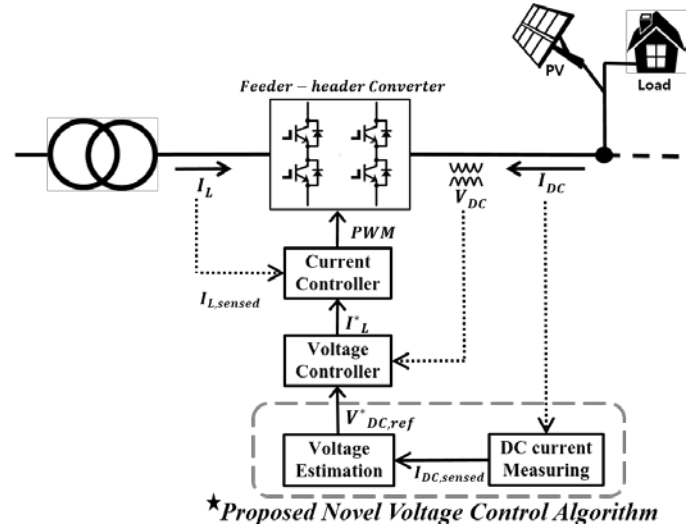 PV
Load
Feeder – header Converter
I_L
V_DC
I_DC
PWM
Current
Controller
I_L,sensed
I*_L
Voltage
Controller
V*_DC,ref
Voltage
Estimation
I_DC,sensed
DC current
Measuring
★Proposed Novel Voltage Control Algorithm